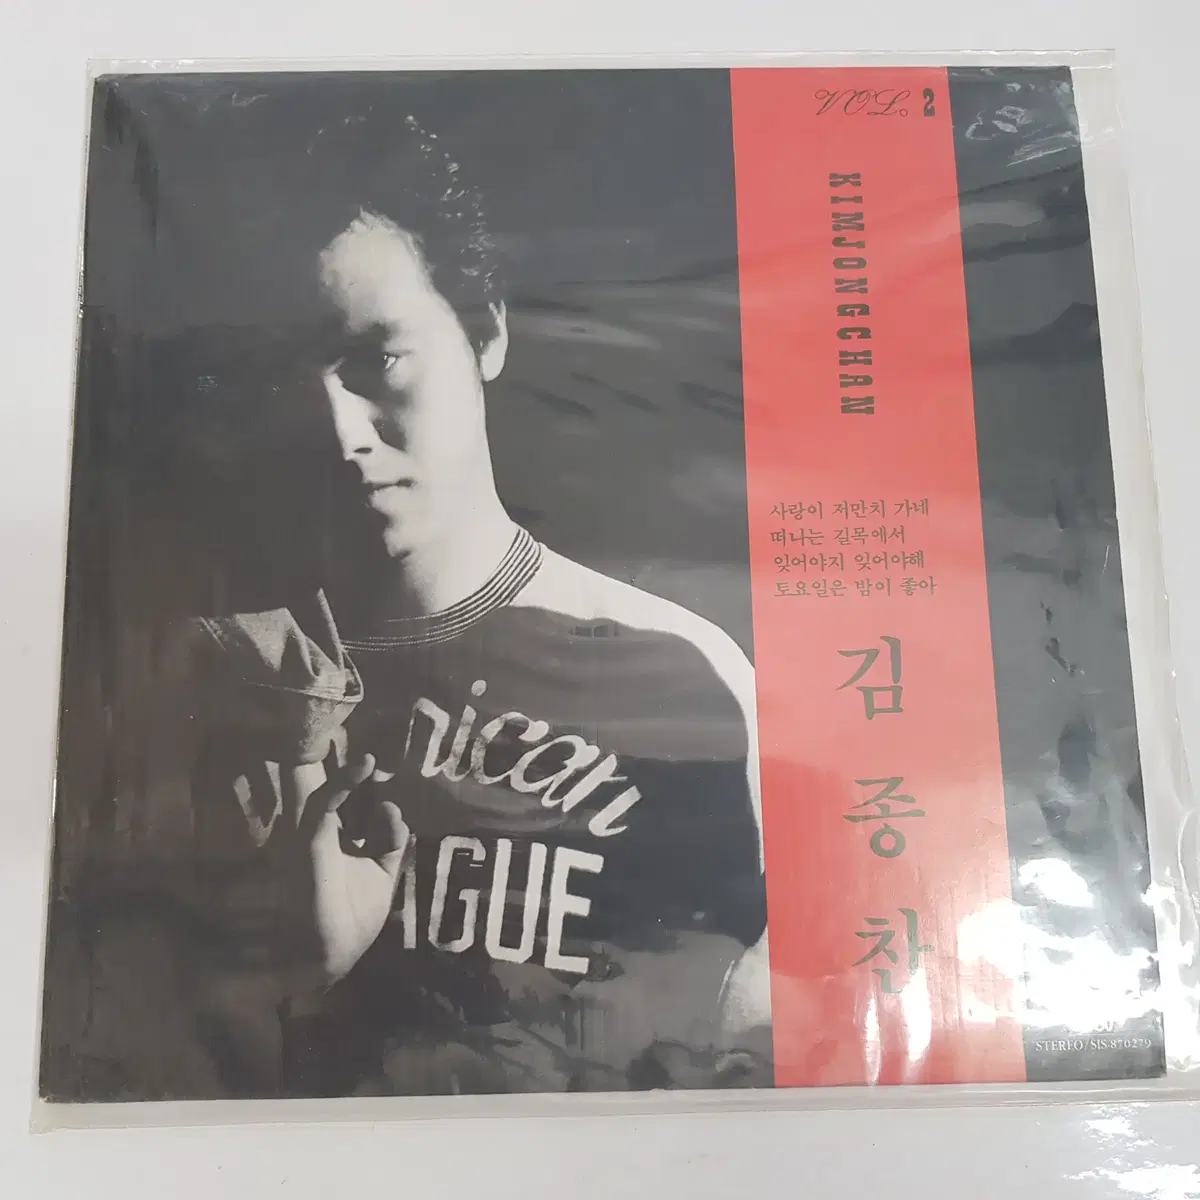 VOL. 2
KIMJONGCHAN
사랑이 저만치 가네
떠나는 길목에서
잊어야지 잊어야해
토요일은 밤이 좋아
김종찬
rican
AGUE
STEREO/SIS-870279